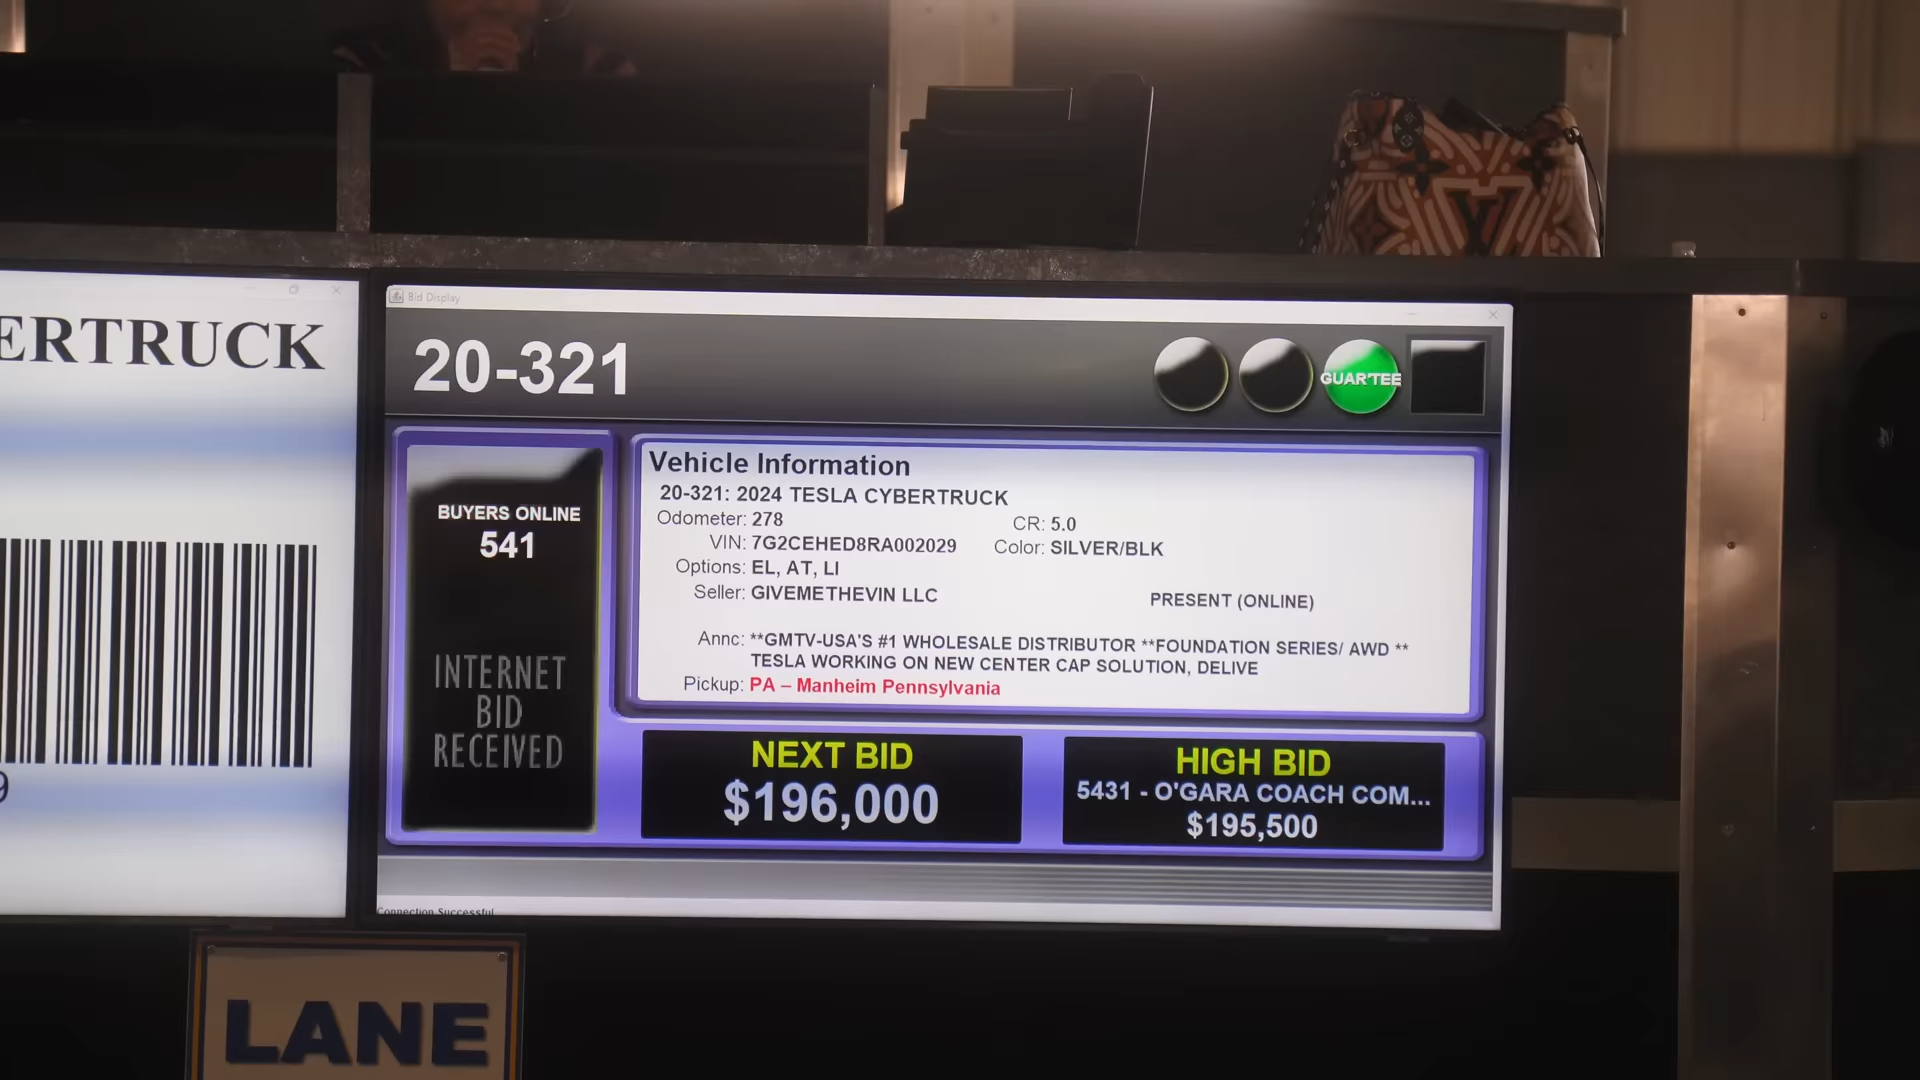 ERTRUCK
9
Bid Display
20-321
GUAR'TEE
BUYERS ONLINE
541
INTERNET
BID
RECEIVED
Vehicle Information
20-321: 2024 TESLA CYBERTRUCK
Odometer: 278 CR: 5.0
VIN: 7G2CEHED8RA002029 Color: SILVER/BLK
Options: EL, AT, LI
Seller: GIVEMETHEVIN LLC PRESENT (ONLINE)
Annc: **GMTV-USA'S #1 WHOLESALE DISTRIBUTOR **FOUNDATION SERIES/ AWD **
TESLA WORKING ON NEW CENTER CAP SOLUTION, DELIVE
Pickup: PA – Manheim Pennsylvania
NEXT BID
$196,000
HIGH BID
5431 - O'GARA COACH COM...
$195,500
Connection Successful
LANE